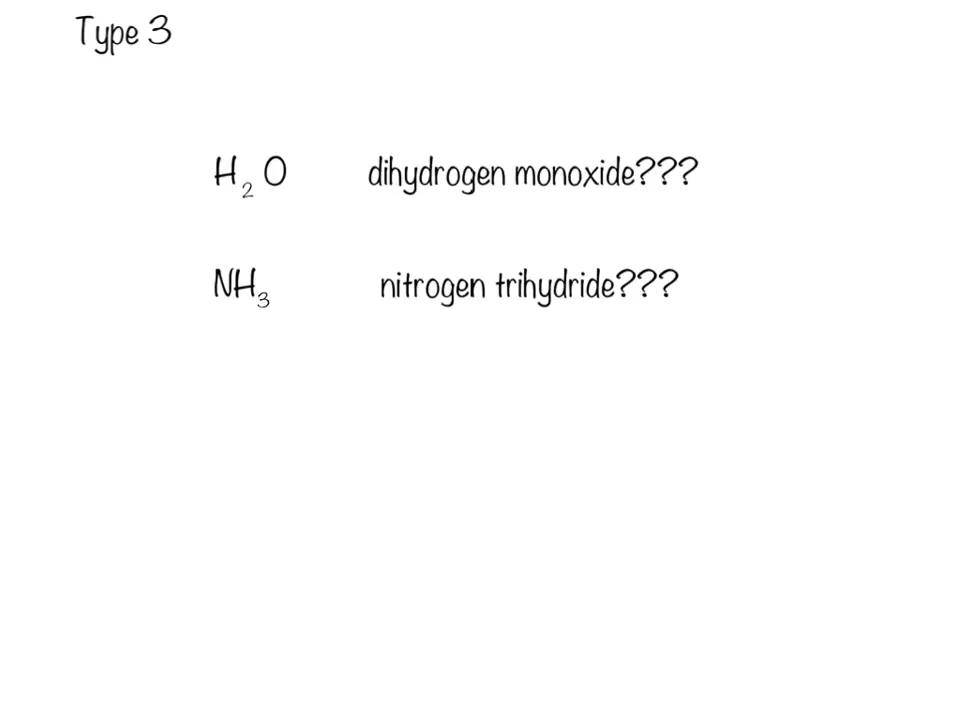 Type 3
H₂O dihydrogen monoxide???
NH₃ nitrogen trihydride???